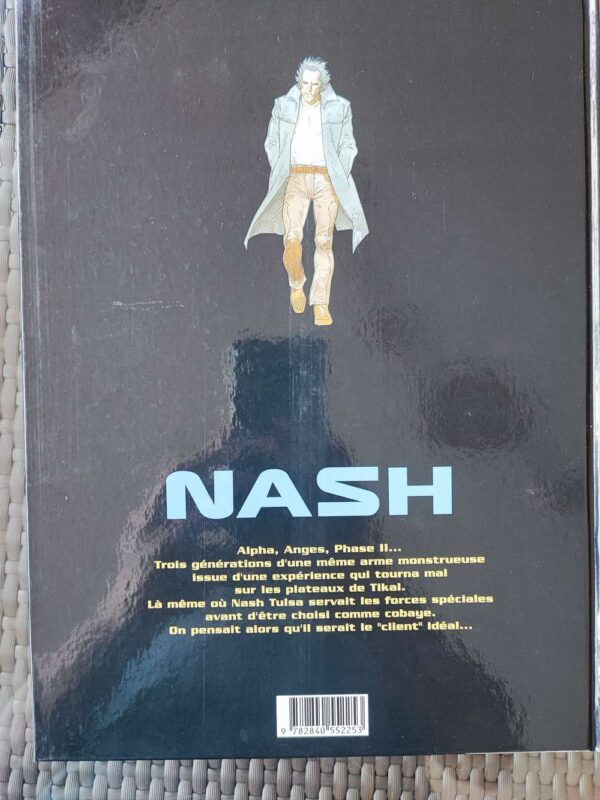 NASH
Alpha, Anges, Phase II...
Trois générations d'une même arme monstrueuse
issue d'une expérience qui tourna mal
sur les plateaux de Tikal.
Là même où Nash Tulsa servait les forces spéciales
avant d'être choisi comme cobaye.
On pensait alors qu'il serait le "client" idéal...
9 782840 552253